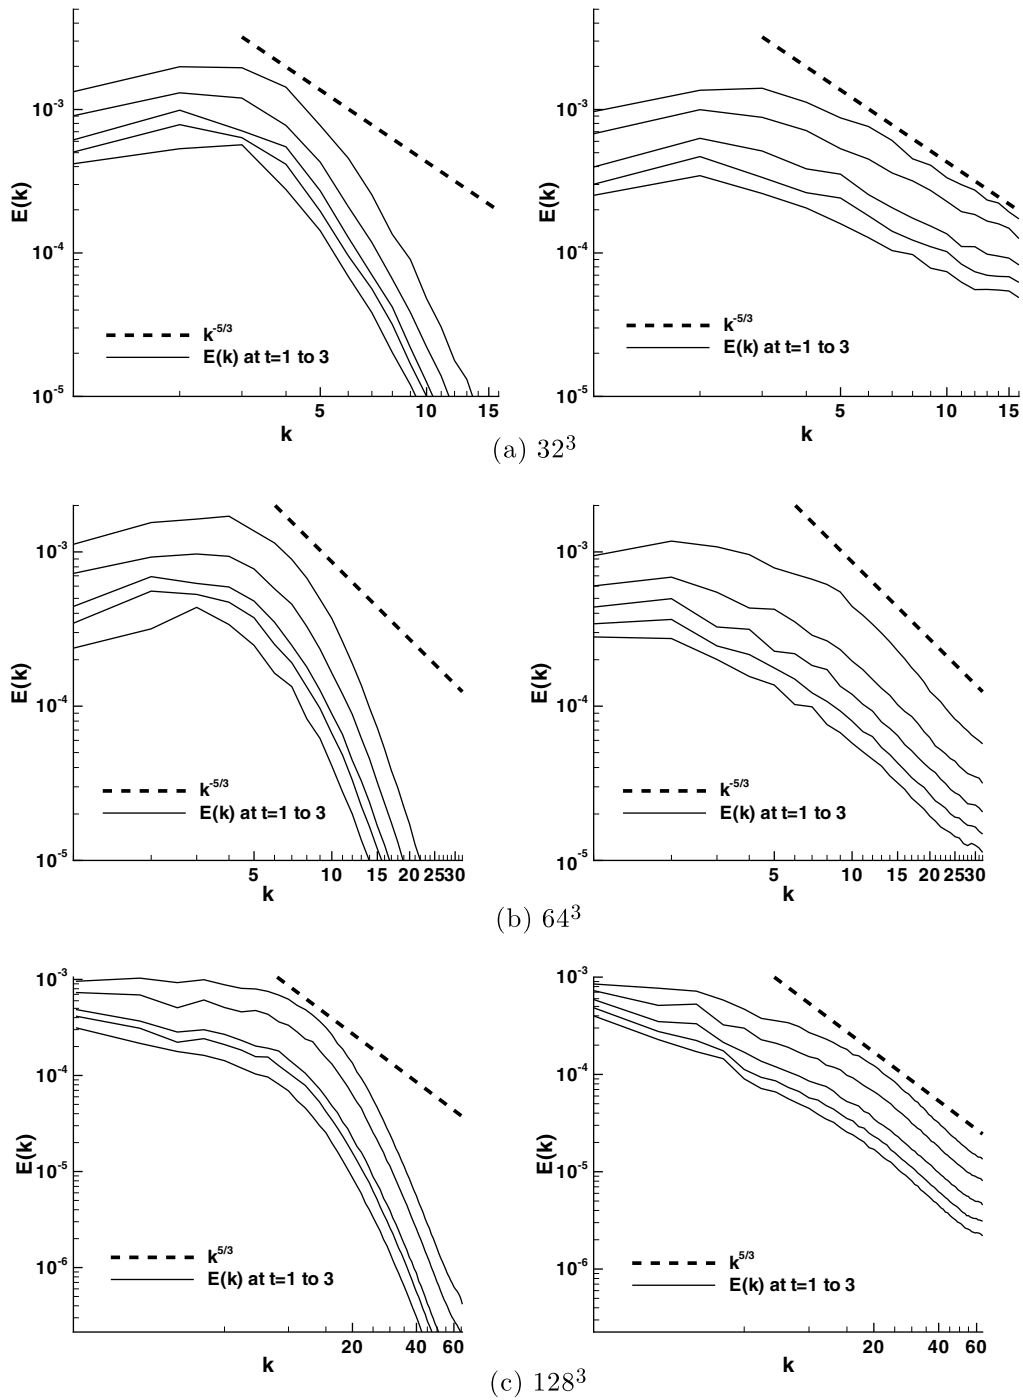 10-3
10-4
10-5
E(k)
k-5/3
E(k) at t=1 to 3
5 10 15
k
10-3
10-4
10-5
E(k)
k-5/3
E(k) at t=1 to 3
5 10 15
k
(a) 32³
10-3
10-4
10-5
E(k)
k-5/3
E(k) at t=1 to 3
5 10 15 20 25 30
k
10-3
10-4
10-5
E(k)
k-5/3
E(k) at t=1 to 3
5 10 15 20 25 30
k
(b) 64³
10-3
10-4
10-5
10-6
E(k)
k5/3
E(k) at t=1 to 3
20 40 60
k
10-3
10-4
10-5
10-6
E(k)
k5/3
E(k) at t=1 to 3
20 40 60
k
(c) 128³